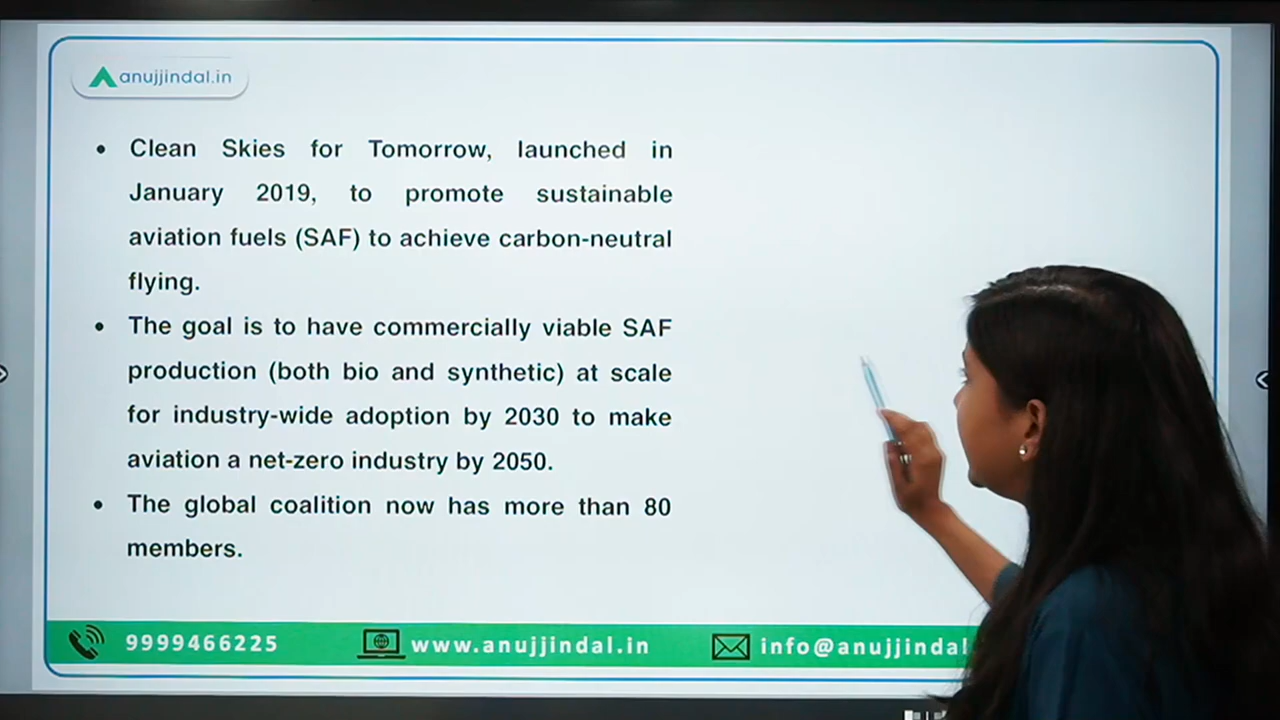 anujjindal.in
• Clean Skies for Tomorrow, launched in
January 2019, to promote sustainable
aviation fuels (SAF) to achieve carbon-neutral
flying.
• The goal is to have commercially viable SAF
production (both bio and synthetic) at scale
for industry-wide adoption by 2030 to make
aviation a net-zero industry by 2050.
• The global coalition now has more than 80
members.
9999466225 www.anujjindal.in info@anujjindal